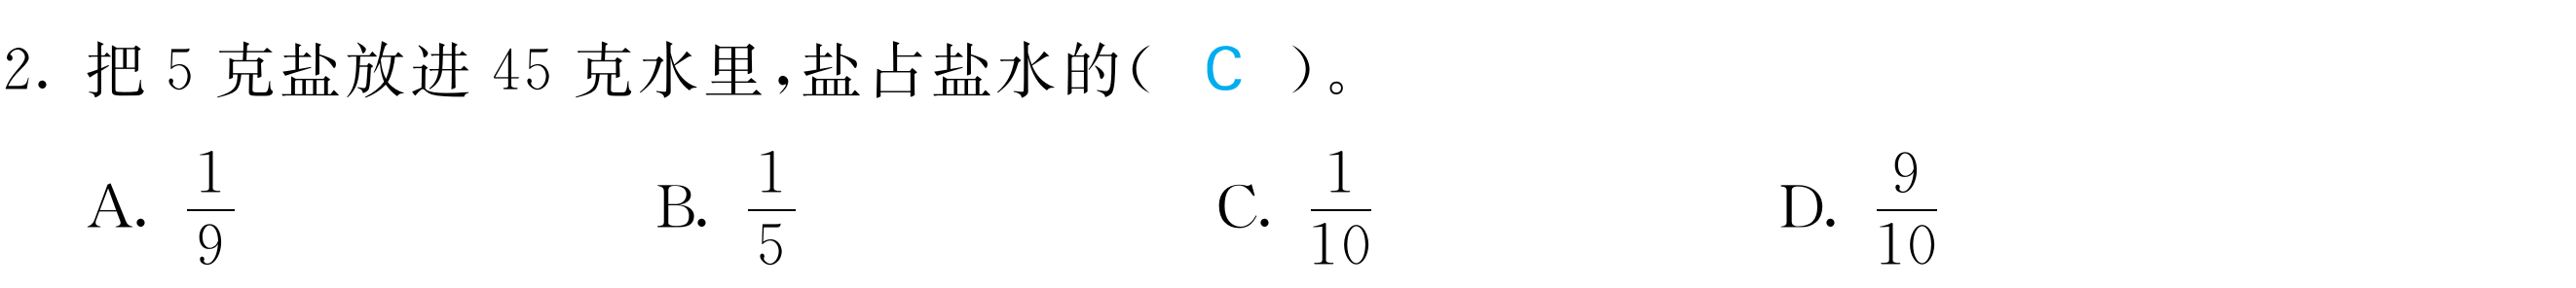 2. 把 5 克盐放进 45 克水里,盐占盐水的( C )。
A. 1/9 B. 1/5 C. 1/10 D. 9/10